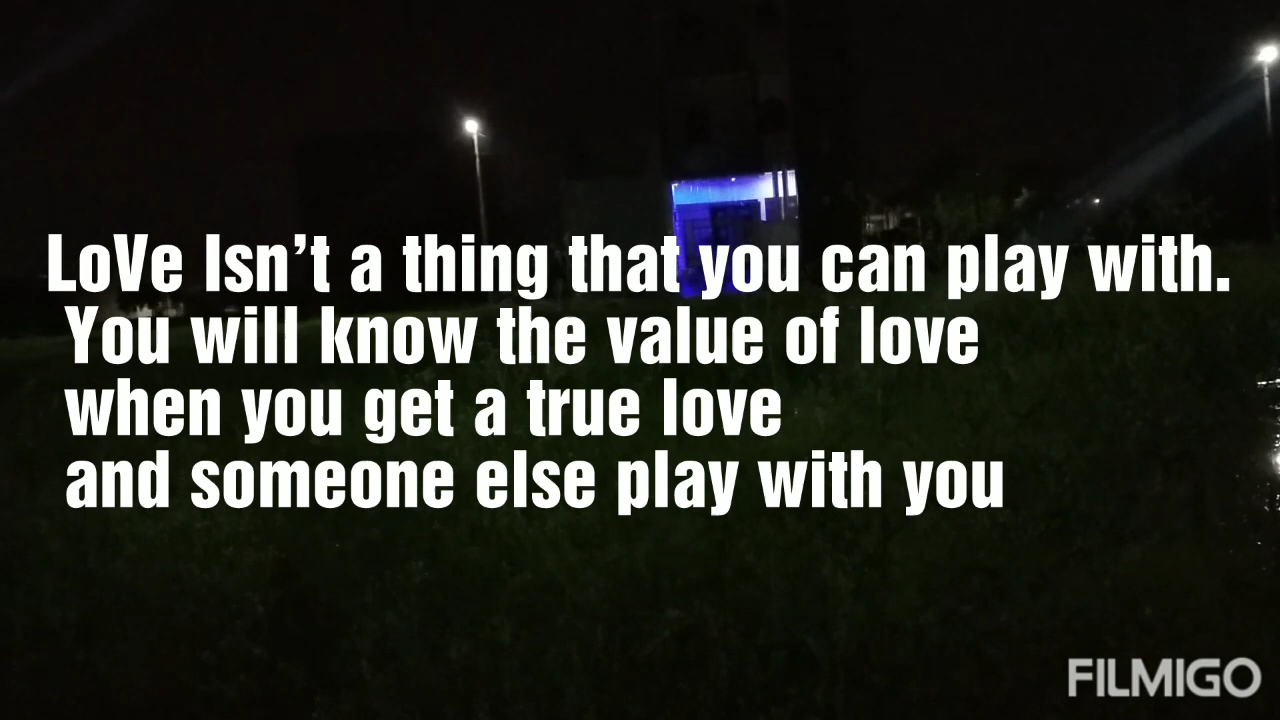 LoVe Isn’t a thing that you can play with.
You will know the value of love
when you get a true love
and someone else play with you
FILMIGO